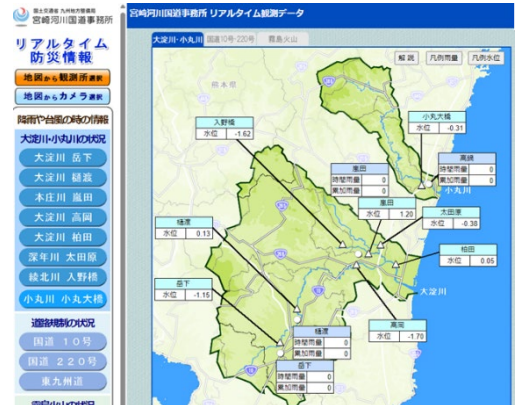 国土交通省 九州地方整備局
宮崎河川国道事務所
リアルタイム
防災情報
地図から観測所選択
地図からカメラ選択
降雨や台風の時の情報
大淀川・小丸川の状況
大淀川 岳下
大淀川 樋渡
本庄川 嵐田
大淀川 高岡
大淀川 柏田
深年川 太田原
綾北川 入野橋
小丸川 小丸大橋
道路規制の状況
国道 10号
国道 220号
東九州道
宮崎河川国道事務所 リアルタイム観測データ
大淀川・小丸川
国道10号・220号
霧島火山
解説
凡例雨量
凡例水位
熊本県
入野橋
水位 -1.62
小丸大橋
水位 -0.31
高鍋
時間雨量 0
累加雨量 0
小丸川
嵐田
時間雨量 0
累加雨量 0
嵐田
水位 1.20
太田原
水位 -0.38
樋渡
水位 0.13
柏田
水位 0.05
大淀川
岳下
水位 -1.15
高岡
水位 -1.70
樋渡
時間雨量 0
累加雨量 0
岳下
時間雨量 0
累加雨量 0